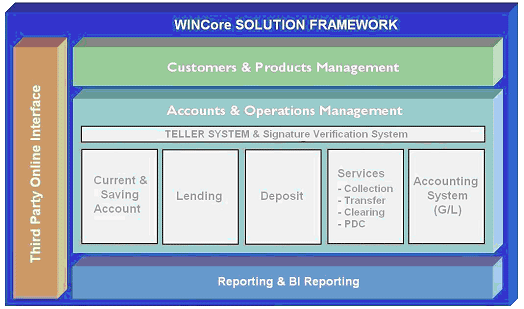 WINCore SOLUTION FRAMEWORK
Third Party Online Interface
Customers & Products Management
Accounts & Operations Management
TELLER SYSTEM & Signature Verification System
Current &
Saving
Account
Lending
Deposit
Services
- Collection
- Transfer
- Clearing
- PDC
Accounting
System
(G/L)
Reporting & BI Reporting